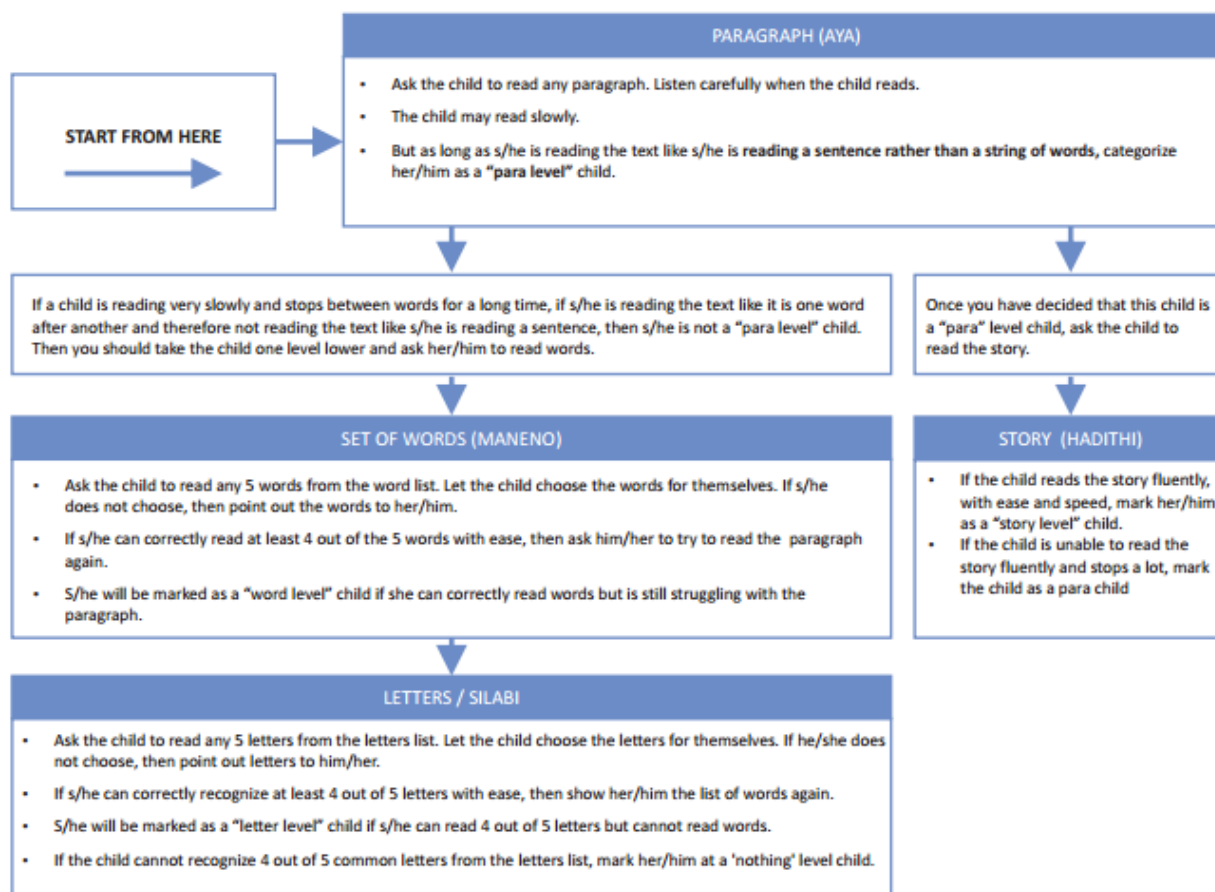 PARAGRAPH (AYA)
START FROM HERE
• Ask the child to read any paragraph. Listen carefully when the child reads.
• The child may read slowly.
• But as long as s/he is reading the text like s/he is reading a sentence rather than a string of words, categorize
her/him as a “para level” child.
If a child is reading very slowly and stops between words for a long time, if s/he is reading the text like it is one word
after another and therefore not reading the text like s/he is reading a sentence, then s/he is not a “para level” child.
Then you should take the child one level lower and ask her/him to read words.
Once you have decided that this child is
a “para” level child, ask the child to
read the story.
SET OF WORDS (MANENO)
• Ask the child to read any 5 words from the word list. Let the child choose the words for themselves. If s/he
does not choose, then point out the words to her/him.
• If s/he can correctly read at least 4 out of the 5 words with ease, then ask him/her to try to read the paragraph
again.
• S/he will be marked as a “word level” child if she can correctly read words but is still struggling with the
paragraph.
STORY (HADITHI)
• If the child reads the story fluently,
with ease and speed, mark her/him
as a “story level” child.
• If the child is unable to read the
story fluently and stops a lot, mark
the child as a para child
LETTERS / SILABI
• Ask the child to read any 5 letters from the letters list. Let the child choose the letters for themselves. If he/she does
not choose, then point out letters to him/her.
• If s/he can correctly recognize at least 4 out of 5 letters with ease, then show her/him the list of words again.
• S/he will be marked as a “letter level” child if s/he can read 4 out of 5 letters but cannot read words.
• If the child cannot recognize 4 out of 5 common letters from the letters list, mark her/him at a 'nothing' level child.